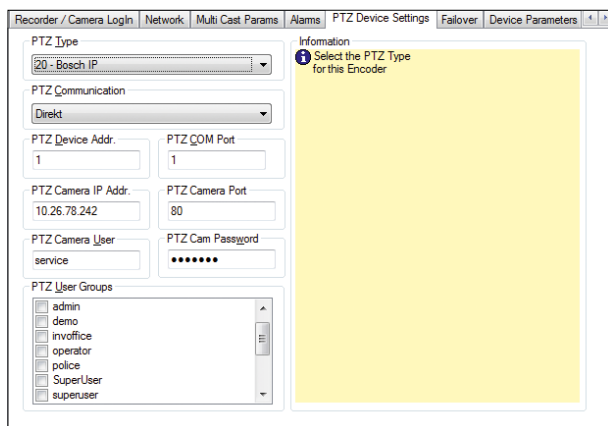 Recorder / Camera LogIn Network Multi Cast Params Alarms PTZ Device Settings Failover Device Parameters
PTZ Type
20 - Bosch IP
PTZ Communication
Direkt
PTZ Device Addr. PTZ COM Port
1 1
PTZ Camera IP Addr. PTZ Camera Port
10.26.78.242 80
PTZ Camera User PTZ Cam Password
service •••••••
PTZ User Groups
admin
demo
invoffice
operator
police
SuperUser
superuser
Information
Select the PTZ Type
for this Encoder